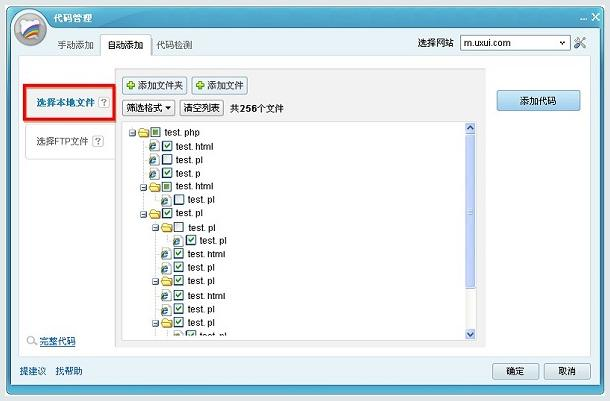 代码管理
手动添加 自动添加 代码检测 选择网站 m.uxui.com
添加文件夹 添加文件
选择本地文件 ? 筛选格式 清空列表 共256个文件 添加代码
test. php
test. html
test. pl
选择FTP文件 ?
test. p
test. html
test. pl
test. pl
test. pl
test. pl
test. html
test. pl
test. pl
test. html
test. pl
test. pl
test. pl
完整代码
提建议 找帮助 确定 取消